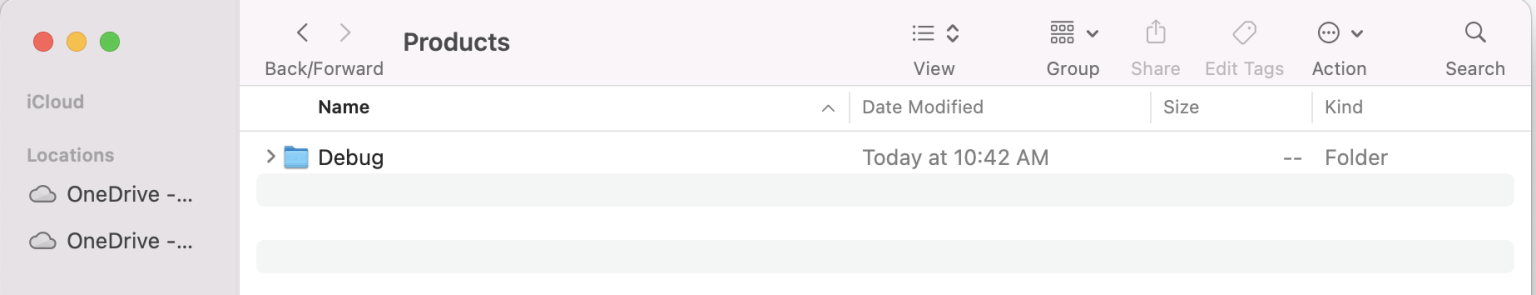 Products
Back/Forward
View
Group
Share
Edit Tags
Action
Search
iCloud
Locations
OneDrive -...
OneDrive -...
Name
Date Modified
Size
Kind
Debug
Today at 10:42 AM
--
Folder